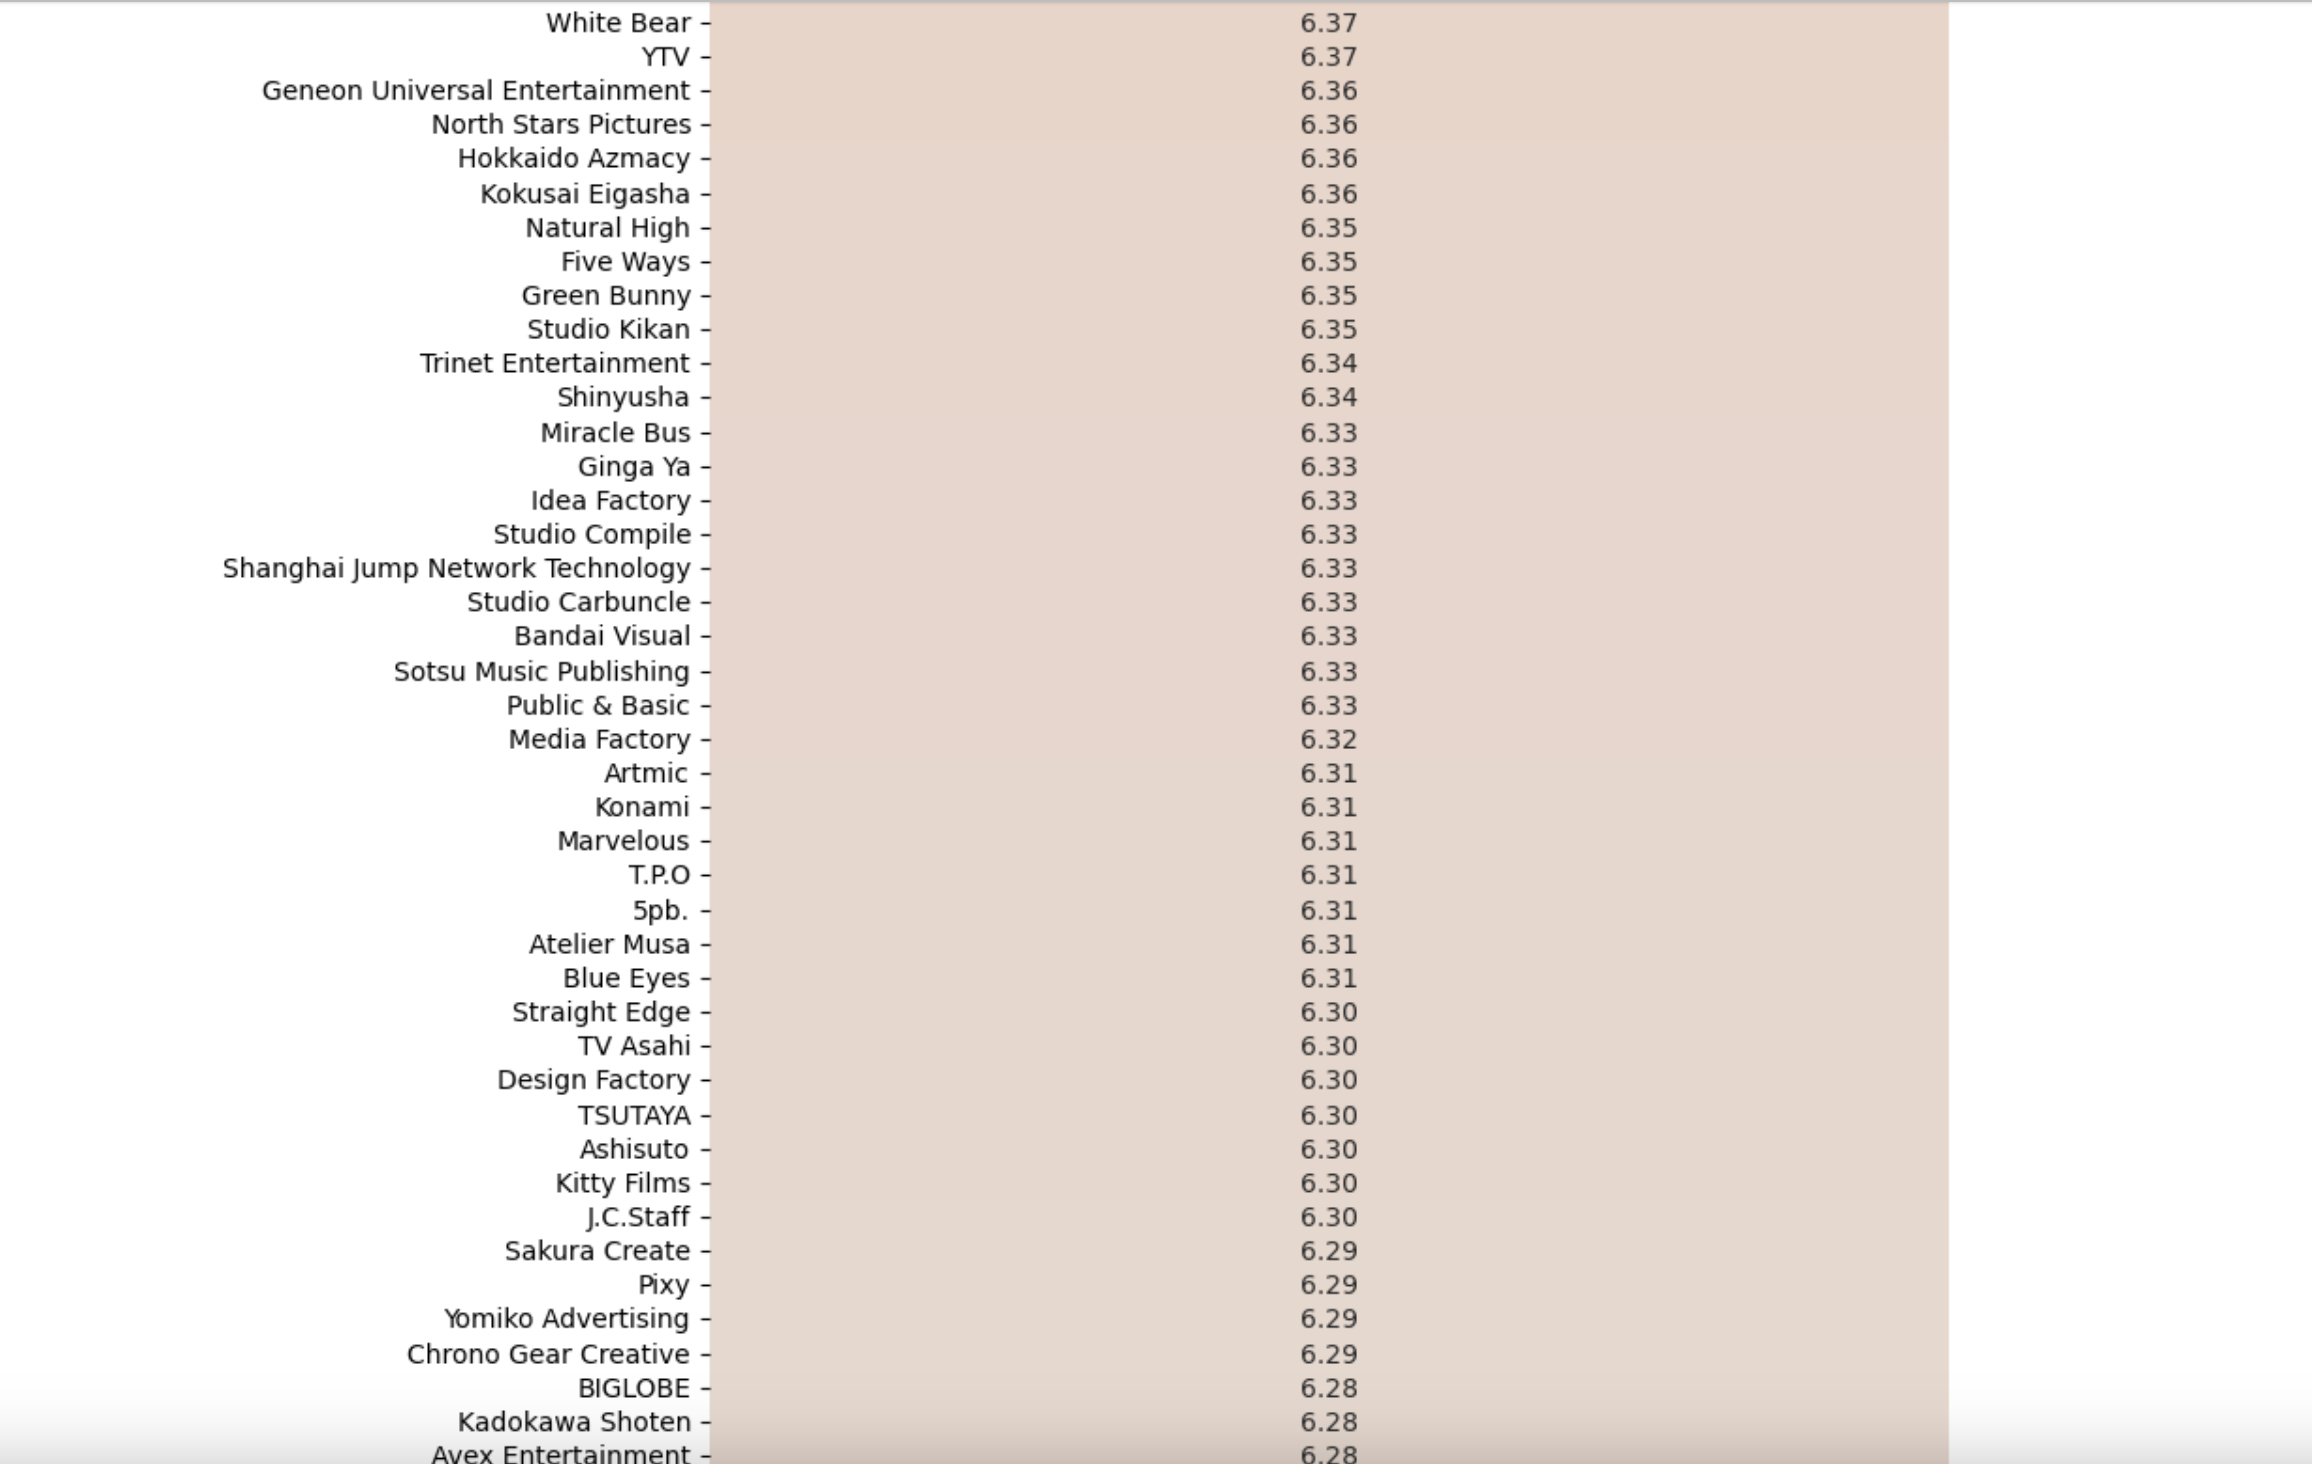 White Bear 6.37
YTV 6.37
Geneon Universal Entertainment 6.36
North Stars Pictures 6.36
Hokkaido Azmacy 6.36
Kokusai Eigasha 6.36
Natural High 6.35
Five Ways 6.35
Green Bunny 6.35
Studio Kikan 6.35
Trinet Entertainment 6.34
Shinyusha 6.34
Miracle Bus 6.33
Ginga Ya 6.33
Idea Factory 6.33
Studio Compile 6.33
Shanghai Jump Network Technology 6.33
Studio Carbuncle 6.33
Bandai Visual 6.33
Sotsu Music Publishing 6.33
Public & Basic 6.33
Media Factory 6.32
Artmic 6.31
Konami 6.31
Marvelous 6.31
T.P.O 6.31
5pb. 6.31
Atelier Musa 6.31
Blue Eyes 6.31
Straight Edge 6.30
TV Asahi 6.30
Design Factory 6.30
TSUTAYA 6.30
Ashisuto 6.30
Kitty Films 6.30
J.C.Staff 6.30
Sakura Create 6.29
Pixy 6.29
Yomiko Advertising 6.29
Chrono Gear Creative 6.29
BIGLOBE 6.28
Kadokawa Shoten 6.28
Avex Entertainment 6.28